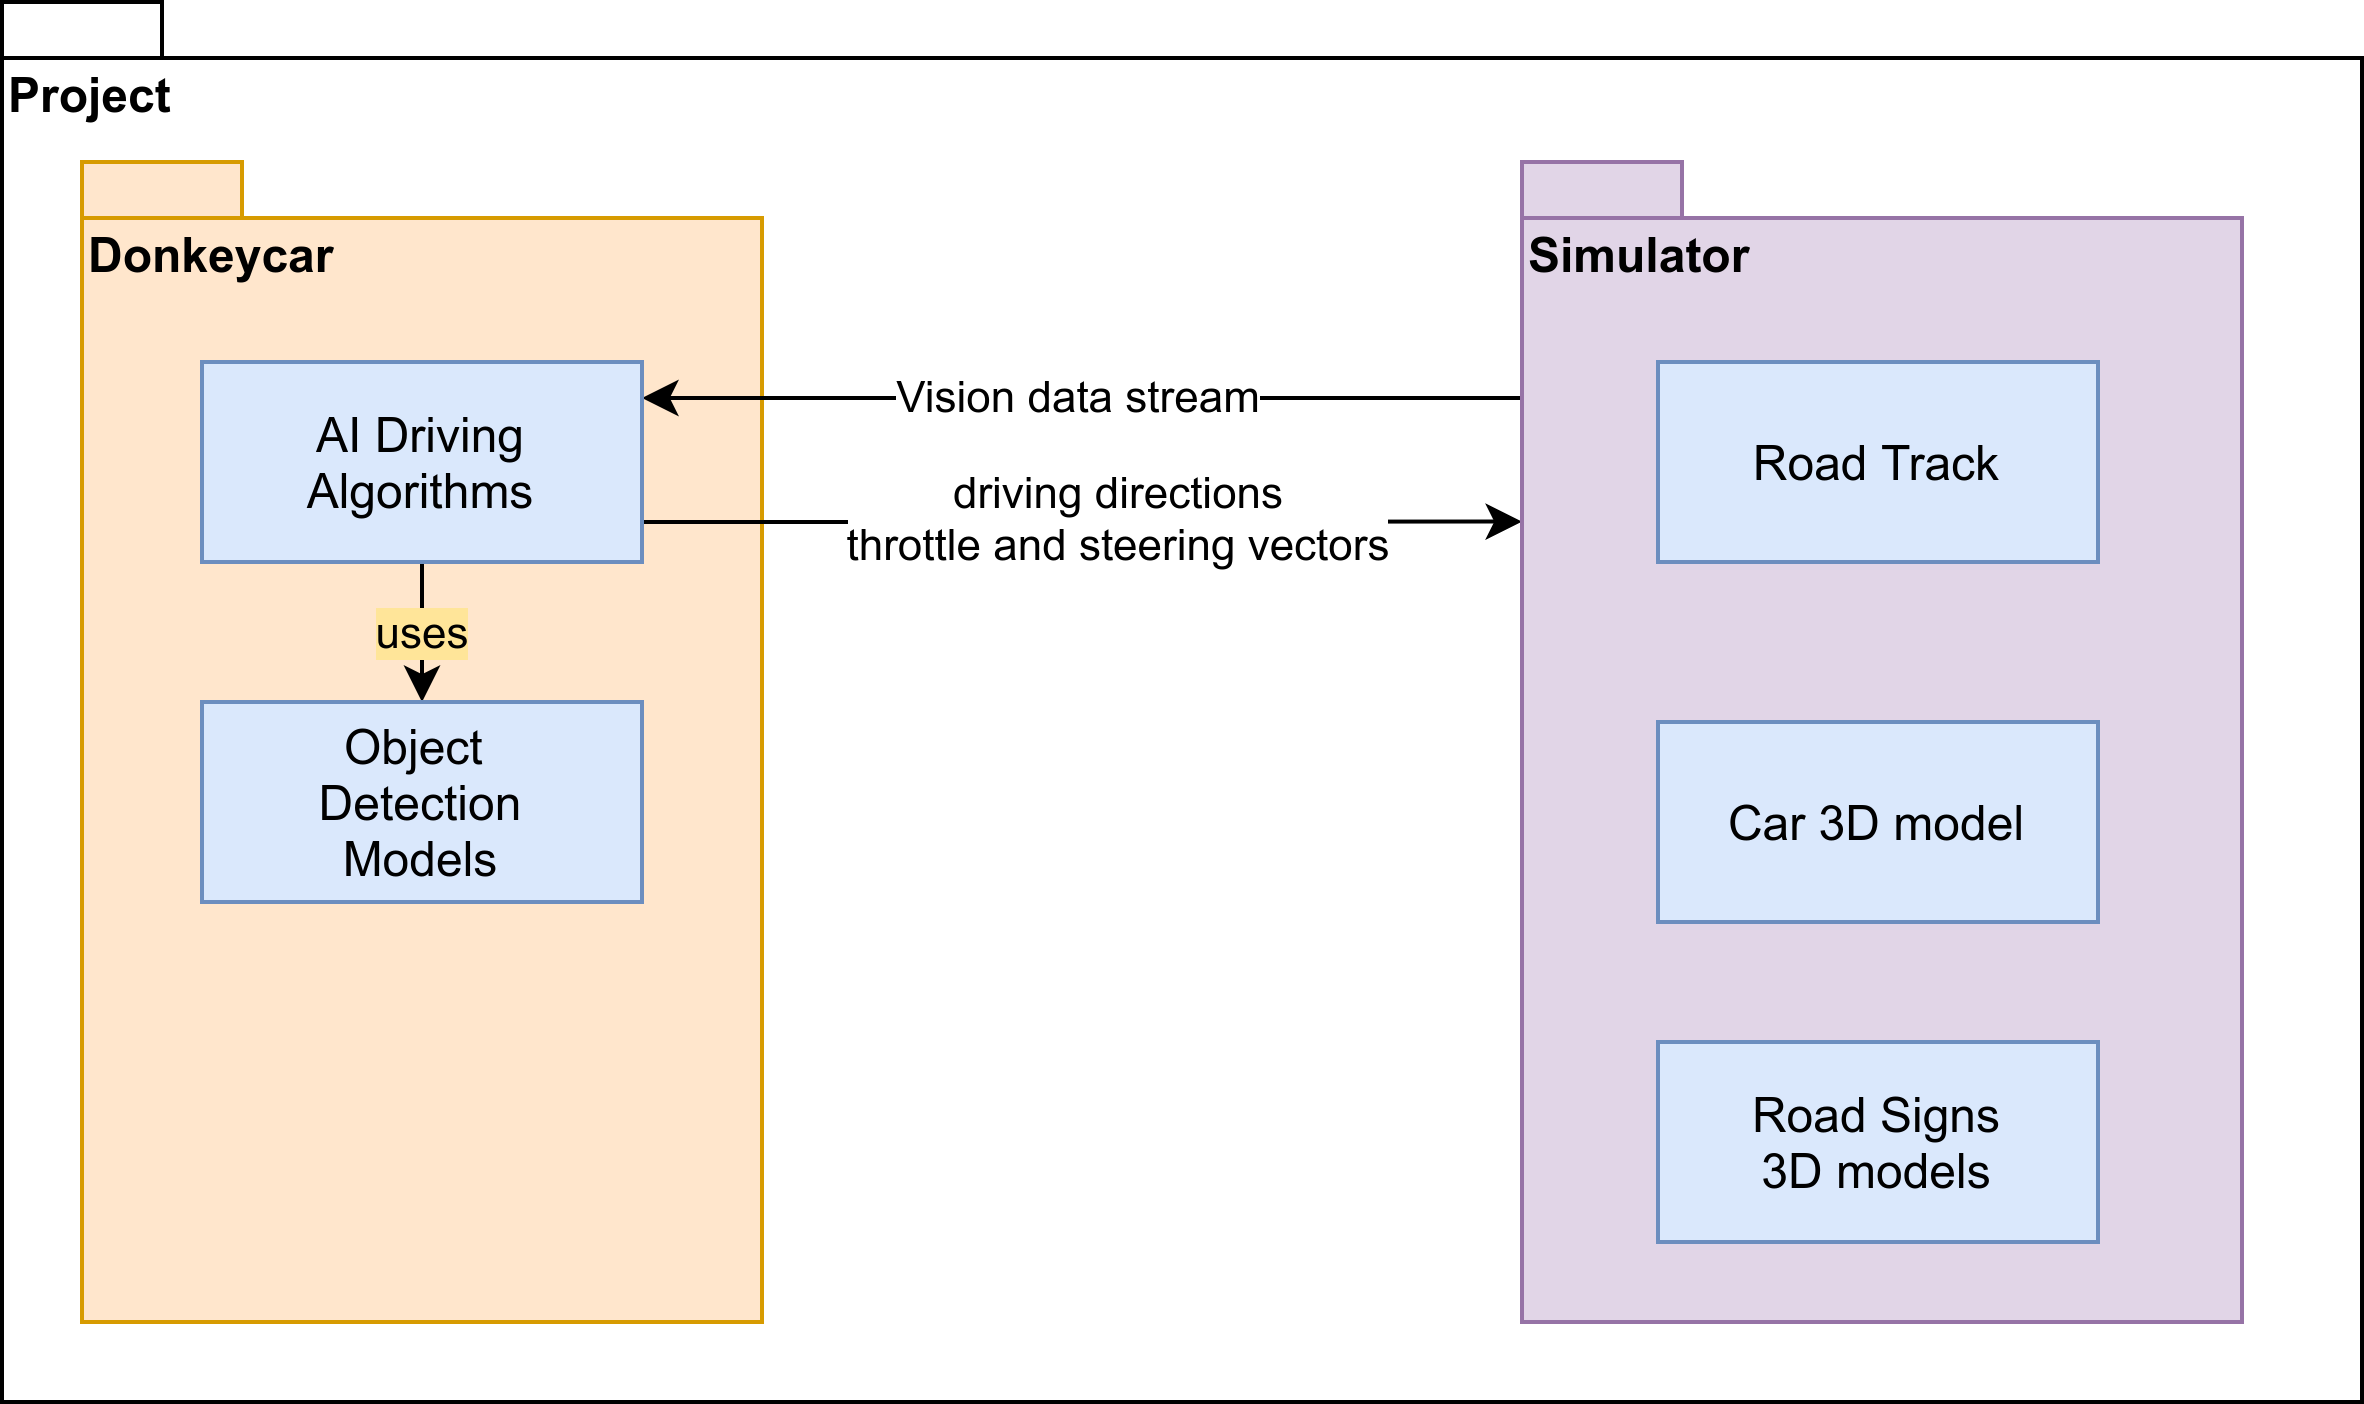 Project
Donkeycar
AI Driving
Algorithms
uses
Object
Detection
Models
Vision data stream
driving directions
throttle and steering vectors
Simulator
Road Track
Car 3D model
Road Signs
3D models